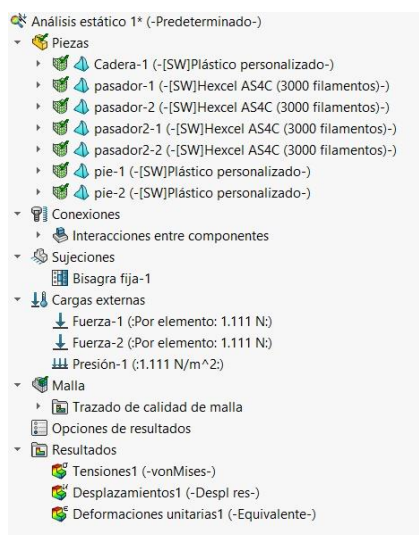 Análisis estático 1* (-Predeterminado-)
Piezas
Cadera-1 (-[SW]Plástico personalizado-)
pasador-1 (-[SW]Hexcel AS4C (3000 filamentos)-)
pasador-2 (-[SW]Hexcel AS4C (3000 filamentos)-)
pasador2-1 (-[SW]Hexcel AS4C (3000 filamentos)-)
pasador2-2 (-[SW]Hexcel AS4C (3000 filamentos)-)
pie-1 (-[SW]Plástico personalizado-)
pie-2 (-[SW]Plástico personalizado-)
Conexiones
Interacciones entre componentes
Sujeciones
Bisagra fija-1
Cargas externas
Fuerza-1 (:Por elemento: 1.111 N:)
Fuerza-2 (:Por elemento: 1.111 N:)
Presión-1 (:1.111 N/m^2:)
Malla
Trazado de calidad de malla
Opciones de resultados
Resultados
Tensiones1 (-vonMises-)
Desplazamientos1 (-Despl res-)
Deformaciones unitarias1 (-Equivalente-)